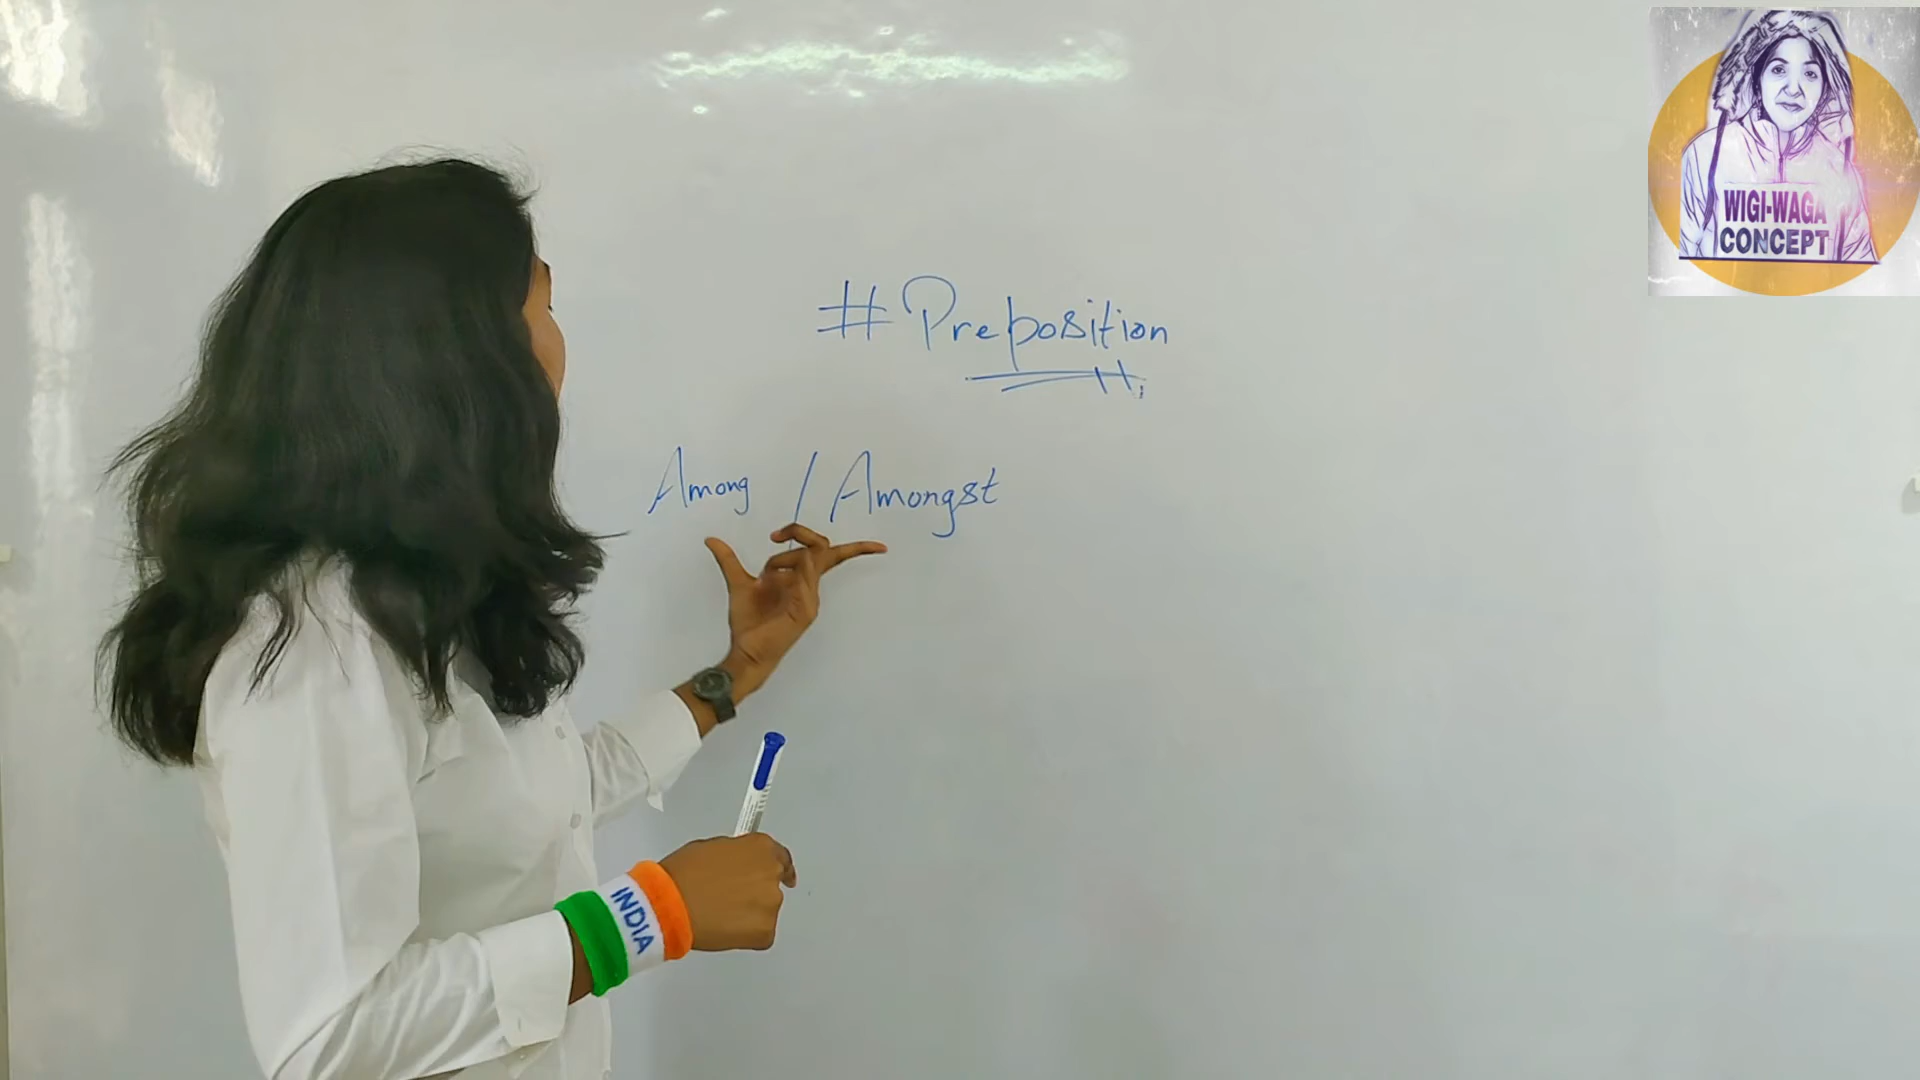 WIGI-WAGA
CONCEPT
#Preposition
Among / Amongst
INDIA